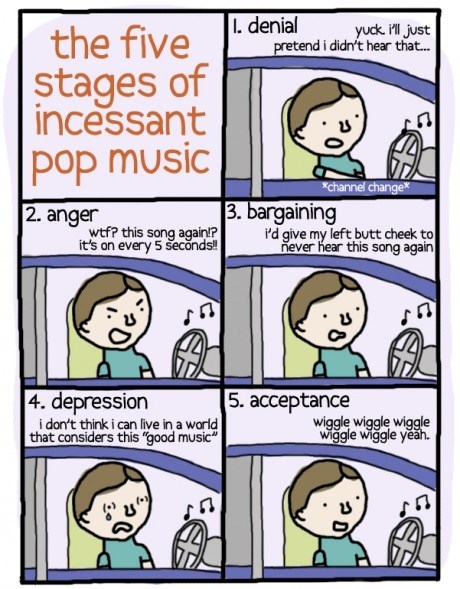 the five
stages of
incessant
pop music
1. denial
yuck. i'll just
pretend i didn't hear that...
*channel change*
2. anger
wtf? this song again!?
it's on every 5 seconds!!
3. bargaining
i'd give my left butt cheek to
never hear this song again
4. depression
i don't think i can live in a world
that considers this "good music"
5. acceptance
wiggle wiggle wiggle
wiggle wiggle yeah.